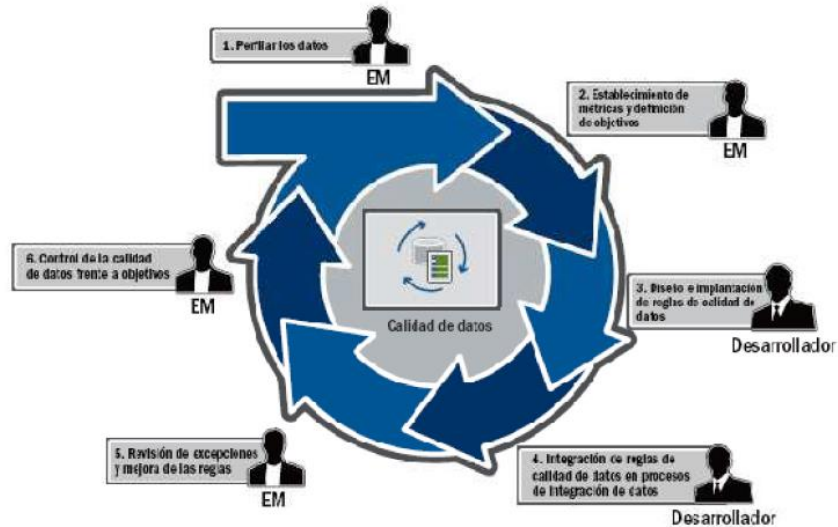 1. Perfilar los datos
EM
2. Establecimiento de
métricas y definición
de objetivos
EM
3. Diseño e implantación
de reglas de calidad de
datos
Desarrollador
4. Integración de reglas de
calidad de datos en procesos
de integración de datos
Desarrollador
5. Revisión de excepciones
y mejora de las reglas
EM
6. Control de la calidad
de datos frente a objetivos
EM
Calidad de datos